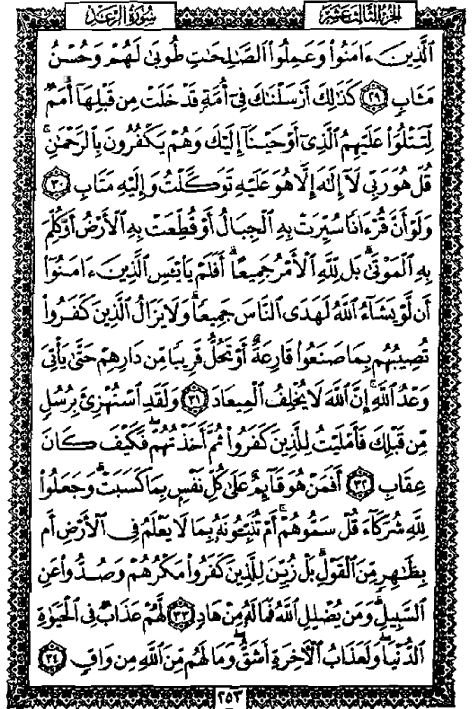 الجزء الثالث عشر
سورة الرعد
الَّذِينَ ءَامَنُوا۟ وَعَمِلُوا۟ الصَّـٰلِحَـٰتِ طُوبَىٰ لَهُمْ وَحُسْنُ
مَـَٔابٍ ٢٩ كَذَٰلِكَ أَرْسَلْنَـٰكَ فِىٓ أُمَّةٍ قَدْ خَلَتْ مِن قَبْلِهَآ أُمَمٌ
لِّتَتْلُوَا۟ عَلَيْهِمُ الَّذِىٓ أَوْحَيْنَآ إِلَيْكَ وَهُمْ يَكْفُرُونَ بِالرَّحْمَـٰنِ ۚ
قُلْ هُوَ رَبِّى لَآ إِلَـٰهَ إِلَّا هُوَ عَلَيْهِ تَوَكَّلْتُ وَإِلَيْهِ مَتَابِ ٣٠
وَلَوْ أَنَّ قُرْءَانًا سُيِّرَتْ بِهِ الْجِبَالُ أَوْ قُطِّعَتْ بِهِ الْأَرْضُ أَوْ كُلِّمَ
بِهِ الْمَوْتَىٰ ۗ بَل لِّلَّهِ الْأَمْرُ جَمِيعًا ۗ أَفَلَمْ يَا۟يْـَٔسِ الَّذِينَ ءَامَنُوٓا۟
أَن لَّوْ يَشَآءُ اللَّهُ لَهَدَى النَّاسَ جَمِيعًا ۗ وَلَا يَزَالُ الَّذِينَ كَفَرُوا۟
تُصِيبُهُم بِمَا صَنَعُوا۟ قَارِعَةٌ أَوْ تَحُلُّ قَرِيبًا مِّن دَارِهِمْ حَتَّىٰ يَأْتِىَ
وَعْدُ اللَّهِ ۚ إِنَّ اللَّهَ لَا يُخْلِفُ الْمِيعَادَ ٣١ وَلَقَدِ اسْتُهْزِئَ بِرُسُلٍ
مِّن قَبْلِكَ فَأَمْلَيْتُ لِلَّذِينَ كَفَرُوا۟ ثُمَّ أَخَذْتُهُمْ ۖ فَكَيْفَ كَانَ
عِقَابِ ٣٢ أَفَمَنْ هُوَ قَآئِمٌ عَلَىٰ كُلِّ نَفْسٍۭ بِمَا كَسَبَتْ ۗ وَجَعَلُوا۟
لِلَّهِ شُرَكَآءَ قُلْ سَمُّوهُمْ ۚ أَمْ تُنَبِّـُٔونَهُۥ بِمَا لَا يَعْلَمُ فِى الْأَرْضِ أَم
بِظَـٰهِرٍ مِّنَ الْقَوْلِ ۗ بَلْ زُيِّنَ لِلَّذِينَ كَفَرُوا۟ مَكْرُهُمْ وَصُدُّوا۟ عَنِ
السَّبِيلِ ۗ وَمَن يُضْلِلِ اللَّهُ فَمَا لَهُۥ مِنْ هَادٍ ٣٣ لَّهُمْ عَذَابٌ فِى الْحَيَوٰةِ
الدُّنْيَا ۖ وَلَعَذَابُ الْـَٔاخِرَةِ أَشَقُّ ۖ وَمَا لَهُم مِّنَ اللَّهِ مِن وَاقٍ ٣٤
٢٥٣